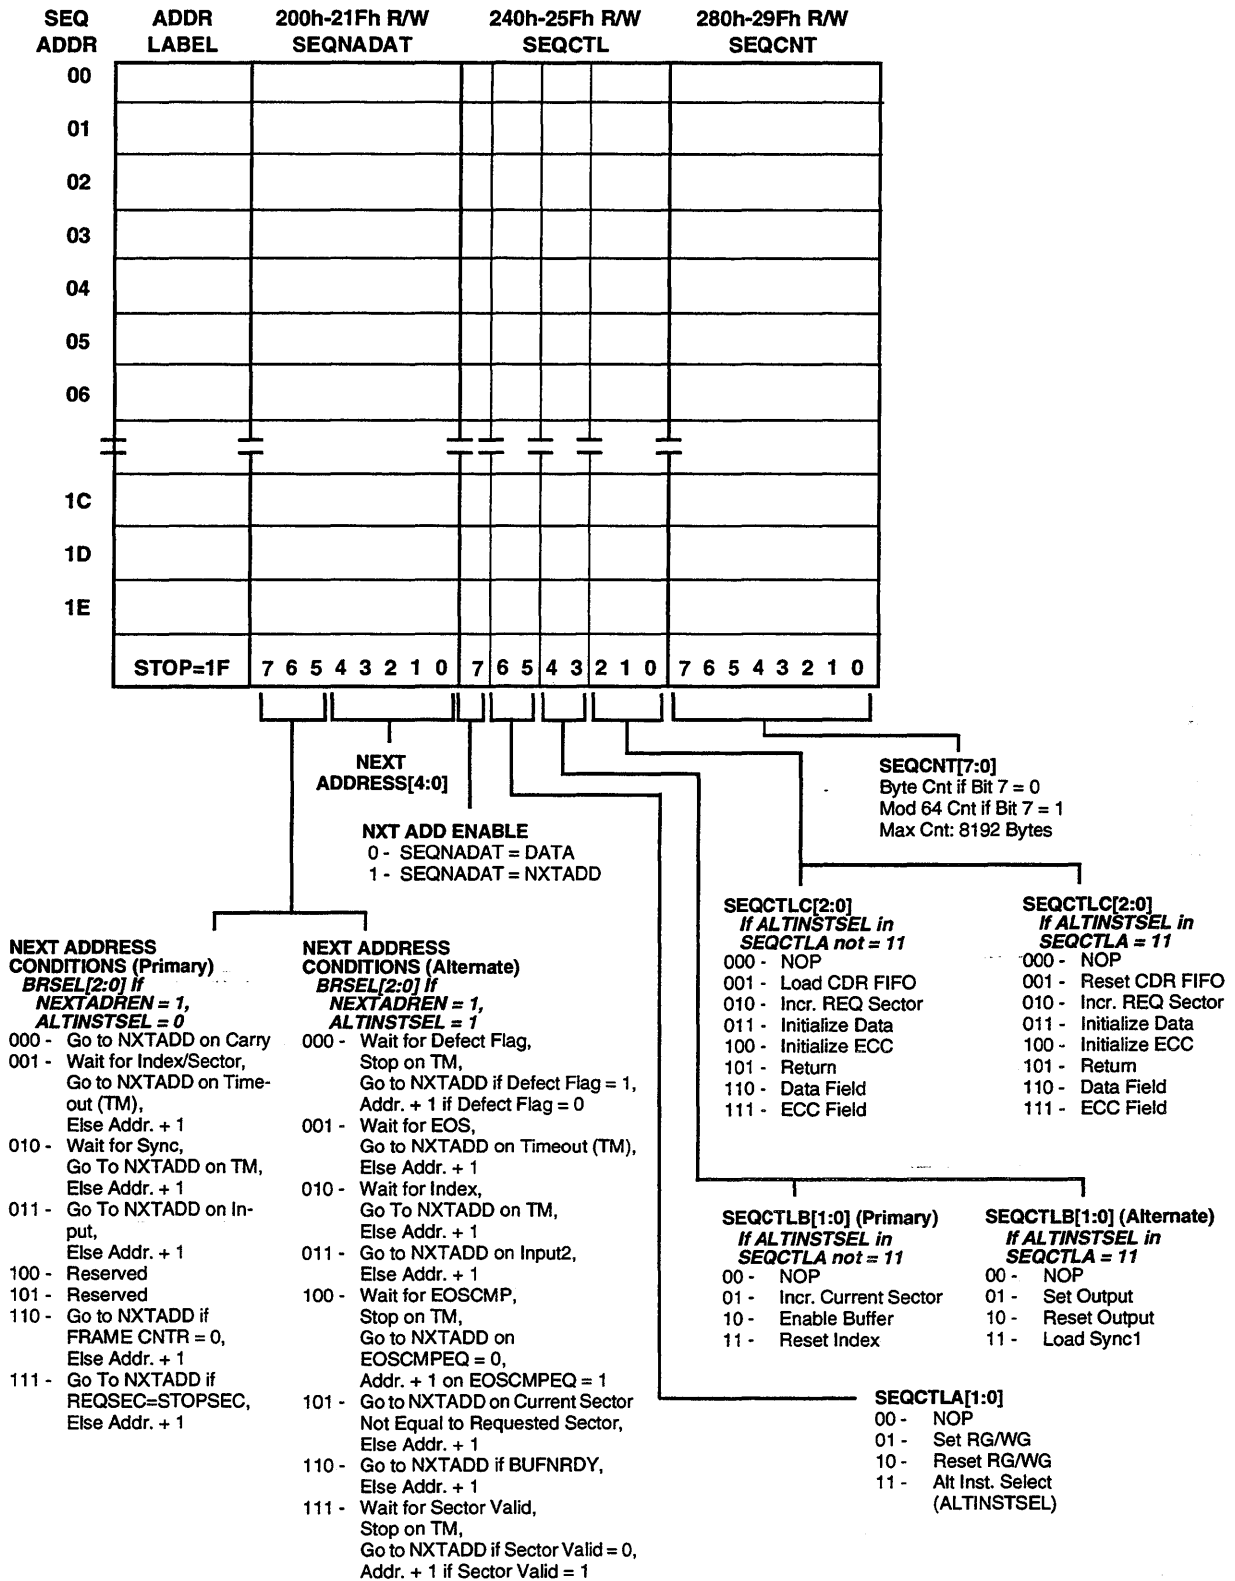 SEQ ADDR 200h-21Fh R/W 240h-25Fh R/W 280h-29Fh R/W
ADDR LABEL SEQNADAT SEQCTL SEQCNT
00
01
02
03
04
05
06
1C
1D
1E
STOP=1F 7 6 5 4 3 2 1 0 7 6 5 4 3 2 1 0 7 6 5 4 3 2 1 0
NEXT
ADDRESS[4:0]
SEQCNT[7:0]
Byte Cnt if Bit 7 = 0
Mod 64 Cnt if Bit 7 = 1
Max Cnt: 8192 Bytes
NXT ADD ENABLE
0 - SEQNADAT = DATA
1 - SEQNADAT = NXTADD
NEXT ADDRESS
CONDITIONS (Primary)
BRSEL[2:0] If
NEXTADREN = 1,
ALTINSTSEL = 0
000 - Go to NXTADD on Carry
001 - Wait for Index/Sector,
Go to NXTADD on Time-
out (TM),
Else Addr. + 1
010 - Wait for Sync,
Go To NXTADD on TM,
Else Addr. + 1
011 - Go To NXTADD on In-
put,
Else Addr. + 1
100 - Reserved
101 - Reserved
110 - Go to NXTADD if
FRAME CNTR = 0,
Else Addr. + 1
111 - Go To NXTADD if
REQSEC=STOPSEC,
Else Addr. + 1
NEXT ADDRESS
CONDITIONS (Alternate)
BRSEL[2:0] If
NEXTADREN = 1,
ALTINSTSEL = 1
000 - Wait for Defect Flag,
Stop on TM,
Go to NXTADD if Defect Flag = 1,
Addr. + 1 if Defect Flag = 0
001 - Wait for EOS,
Go to NXTADD on Timeout (TM),
Else Addr. + 1
010 - Wait for Index,
Go To NXTADD on TM,
Else Addr. + 1
011 - Go to NXTADD on Input2,
Else Addr. + 1
100 - Wait for EOSCMP,
Stop on TM,
Go to NXTADD on
EOSCMPEQ = 0,
Addr. + 1 on EOSCMPEQ = 1
101 - Go to NXTADD on Current Sector
Not Equal to Requested Sector,
Else Addr. + 1
110 - Go to NXTADD if BUFNRDY,
Else Addr. + 1
111 - Wait for Sector Valid,
Stop on TM,
Go to NXTADD if Sector Valid = 0,
Addr. + 1 if Sector Valid = 1
SEQCTLC[2:0]
If ALTINSTSEL in
SEQCTLA not = 11
000 - NOP
001 - Load CDR FIFO
010 - Incr. REQ Sector
011 - Initialize Data
100 - Initialize ECC
101 - Return
110 - Data Field
111 - ECC Field
SEQCTLC[2:0]
If ALTINSTSEL in
SEQCTLA = 11
000 - NOP
001 - Reset CDR FIFO
010 - Incr. REQ Sector
011 - Initialize Data
100 - Initialize ECC
101 - Return
110 - Data Field
111 - ECC Field
SEQCTLB[1:0] (Primary)
If ALTINSTSEL in
SEQCTLA not = 11
00 - NOP
01 - Incr. Current Sector
10 - Enable Buffer
11 - Reset Index
SEQCTLB[1:0] (Alternate)
If ALTINSTSEL in
SEQCTLA = 11
00 - NOP
01 - Set Output
10 - Reset Output
11 - Load Sync1
SEQCTLA[1:0]
00 - NOP
01 - Set RG/WG
10 - Reset RG/WG
11 - Alt Inst. Select
(ALTINSTSEL)